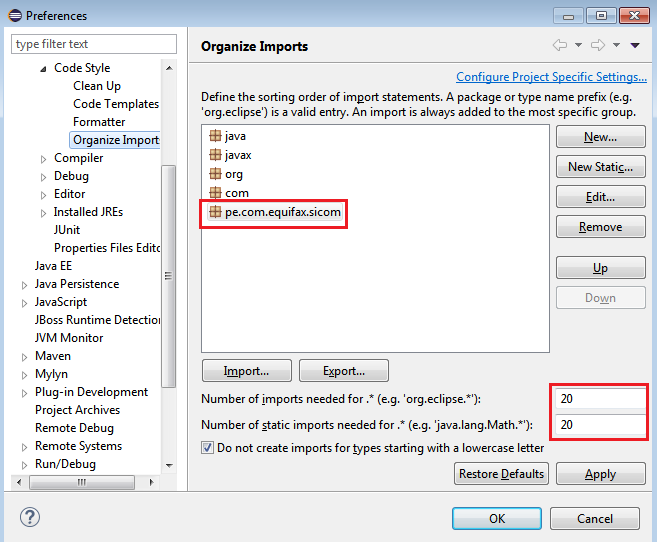 Preferences
type filter text
Code Style
Clean Up
Code Templates
Formatter
Organize Import
Compiler
Debug
Editor
Installed JREs
JUnit
Properties Files Edito
Java EE
Java Persistence
JavaScript
JBoss Runtime Detection
JVM Monitor
Maven
Mylyn
Plug-in Development
Project Archives
Remote Debug
Remote Systems
Run/Debug
Organize Imports
Configure Project Specific Settings...
Define the sorting order of import statements. A package or type name prefix (e.g.
'org.eclipse') is a valid entry. An import is always added to the most specific group.
java
javax
org
com
pe.com.equifax.sicom
New...
New Static...
Edit...
Remove
Up
Down
Import...
Export...
Number of imports needed for .* (e.g. 'org.eclipse.*'):
20
Number of static imports needed for .* (e.g. 'java.lang.Math.*'):
20
Do not create imports for types starting with a lowercase letter
Restore Defaults
Apply
?
OK
Cancel